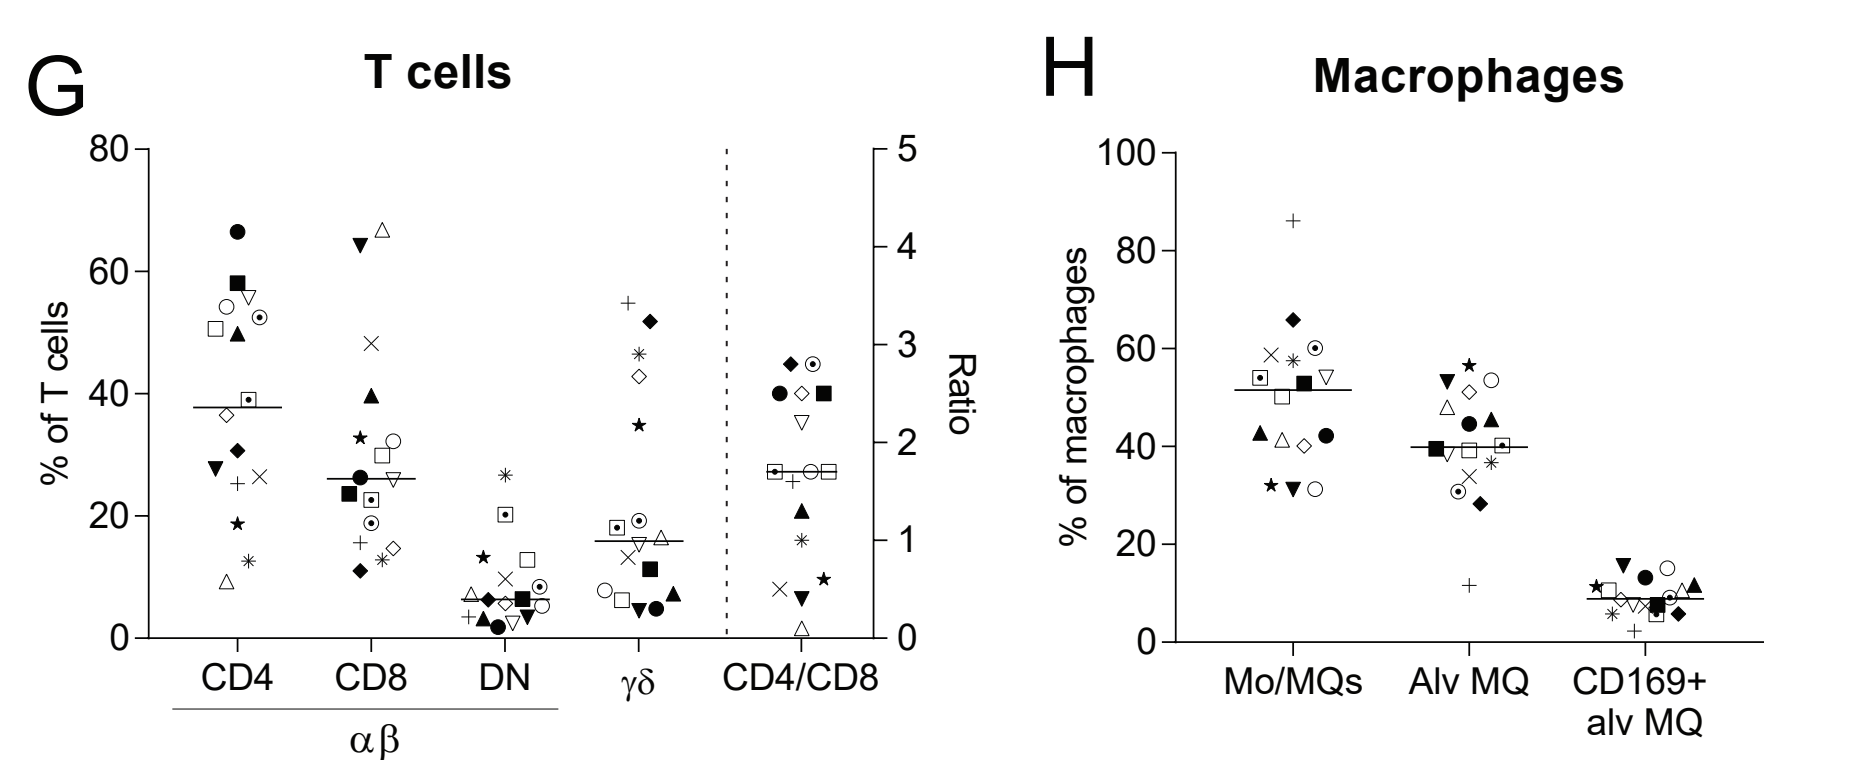 G
T cells
80
60
40
20
0
% of T cells
5
4
3
2
1
0
Ratio
CD4 CD8 DN γδ CD4/CD8
αβ
H
Macrophages
100
80
60
40
20
0
% of macrophages
Mo/MQs Alv MQ CD169+
alv MQ